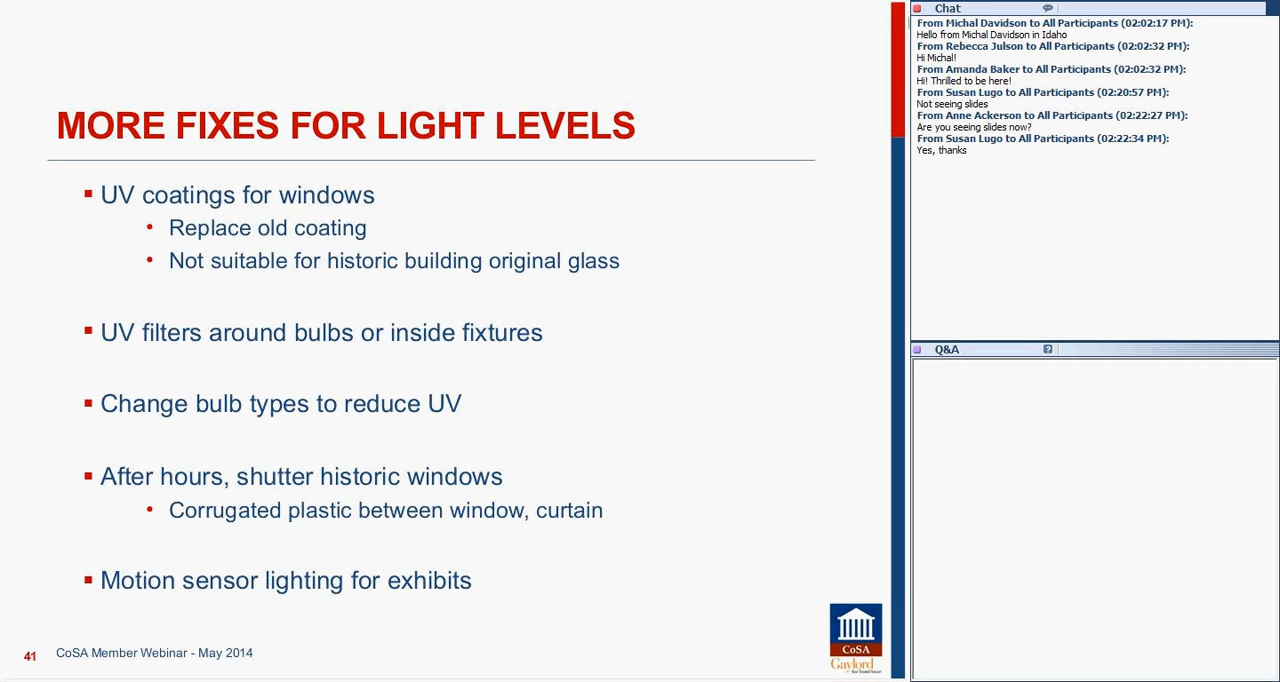 MORE FIXES FOR LIGHT LEVELS
UV coatings for windows
Replace old coating
Not suitable for historic building original glass
UV filters around bulbs or inside fixtures
Change bulb types to reduce UV
After hours, shutter historic windows
Corrugated plastic between window, curtain
Motion sensor lighting for exhibits
41
CoSA Member Webinar - May 2014
CoSA
Gaylord
Chat
From Michal Davidson to All Participants (02:02:17 PM):
Hello from Michal Davidson in Idaho
From Rebecca Julson to All Participants (02:02:32 PM):
Hi Michal!
From Amanda Baker to All Participants (02:02:32 PM):
Hi! Thrilled to be here!
From Susan Lugo to All Participants (02:20:57 PM):
Not seeing slides
From Anne Ackerson to All Participants (02:22:27 PM):
Are you seeing slides now?
From Susan Lugo to All Participants (02:22:34 PM):
Yes, thanks
Q&A